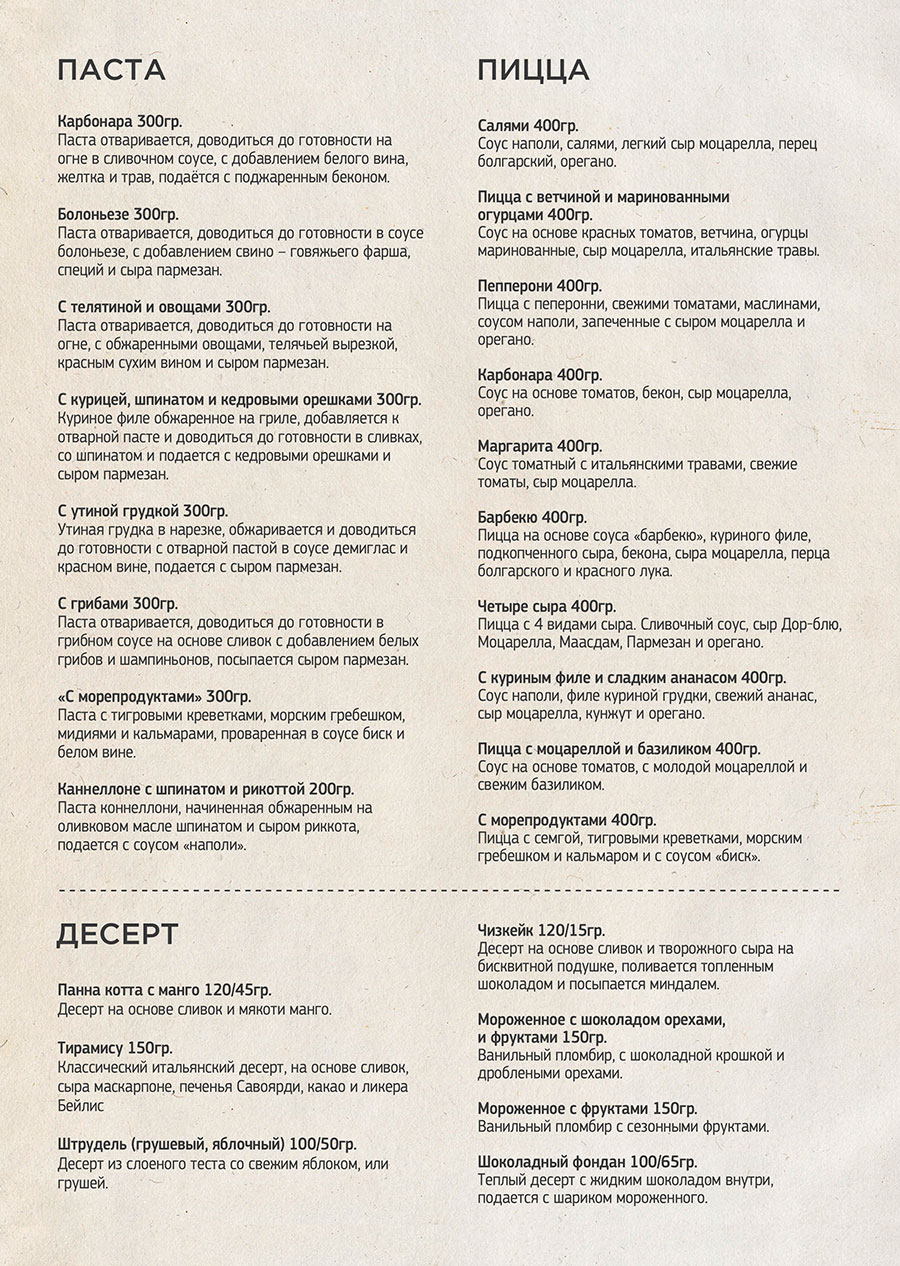 ПАСТА
Карбонара 300гр.
Паста отваривается, доводиться до готовности на
огне в сливочном соусе, с добавлением белого вина,
желтка и трав, подаётся с поджаренным беконом.
Болоньезе 300гр.
Паста отваривается, доводиться до готовности в соусе
болоньезе, с добавлением свино – говяжьего фарша,
специй и сыра пармезан.
С телятиной и овощами 300гр.
Паста отваривается, доводиться до готовности на
огне, с обжаренными овощами, телячьей вырезкой,
красным сухим вином и сыром пармезан.
С курицей, шпинатом и кедровыми орешками 300гр.
Куриное филе обжаренное на гриле, добавляется к
отварной пасте и доводиться до готовности в сливках,
со шпинатом и подается с кедровыми орешками и
сыром пармезан.
С утиной грудкой 300гр.
Утиная грудка в нарезке, обжаривается и доводиться
до готовности с отварной пастой в соусе демиглас и
красном вине, подается с сыром пармезан.
С грибами 300гр.
Паста отваривается, доводиться до готовности в
грибном соусе на основе сливок с добавлением белых
грибов и шампиньонов, посыпается сыром пармезан.
«С морепродуктами» 300гр.
Паста с тигровыми креветками, морским гребешком,
мидиями и кальмарами, проваренная в соусе биск и
белом вине.
Каннеллоне с шпинатом и рикоттой 200гр.
Паста коннеллони, начиненная обжаренным на
оливковом масле шпинатом и сыром риккота,
подается с соусом «наполи».
ПИЦЦА
Салями 400гр.
Соус наполи, салями, легкий сыр моцарелла, перец
болгарский, орегано.
Пицца с ветчиной и маринованными
огурцами 400гр.
Соус на основе красных томатов, ветчина, огурцы
маринованные, сыр моцарелла, итальянские травы.
Пепперони 400гр.
Пицца с пеперонни, свежими томатами, маслинами,
соусом наполи, запеченные с сыром моцарелла и
орегано.
Карбонара 400гр.
Соус на основе томатов, бекон, сыр моцарелла,
орегано.
Маргарита 400гр.
Соус томатный с итальянскими травами, свежие
томаты, сыр моцарелла.
Барбекю 400гр.
Пицца на основе соуса «барбекю», куриного филе,
подкопченного сыра, бекона, сыра моцарелла, перца
болгарского и красного лука.
Четыре сыра 400гр.
Пицца с 4 видами сыра. Сливочный соус, сыр Дор-блю,
Моцарелла, Маасдам, Пармезан и орегано.
С куриным филе и сладким ананасом 400гр.
Соус наполи, филе куриной грудки, свежий ананас,
сыр моцарелла, кунжут и орегано.
Пицца с моцареллой и базиликом 400гр.
Соус на основе томатов, с молодой моцареллой и
свежим базиликом.
С морепродуктами 400гр.
Пицца с семгой, тигровыми креветками, морским
гребешком и кальмаром и с соусом «биск».
ДЕСЕРТ
Панна котта с манго 120/45гр.
Десерт на основе сливок и мякоти манго.
Тирамису 150гр.
Классический итальянский десерт, на основе сливок,
сыра маскарпоне, печенья Савоярди, какао и ликера
Бейлис
Штрудель (грушевый, яблочный) 100/50гр.
Десерт из слоеного теста со свежим яблоком, или
грушей.
Чизкейк 120/15гр.
Десерт на основе сливок и творожного сыра на
бисквитной подушке, поливается топленным
шоколадом и посыпается миндалем.
Мороженное с шоколадом орехами,
и фруктами 150гр.
Ванильный пломбир, с шоколадной крошкой и
дроблеными орехами.
Мороженное с фруктами 150гр.
Ванильный пломбир с сезонными фруктами.
Шоколадный фондан 100/65гр.
Теплый десерт с жидким шоколадом внутри,
подается с шариком мороженного.